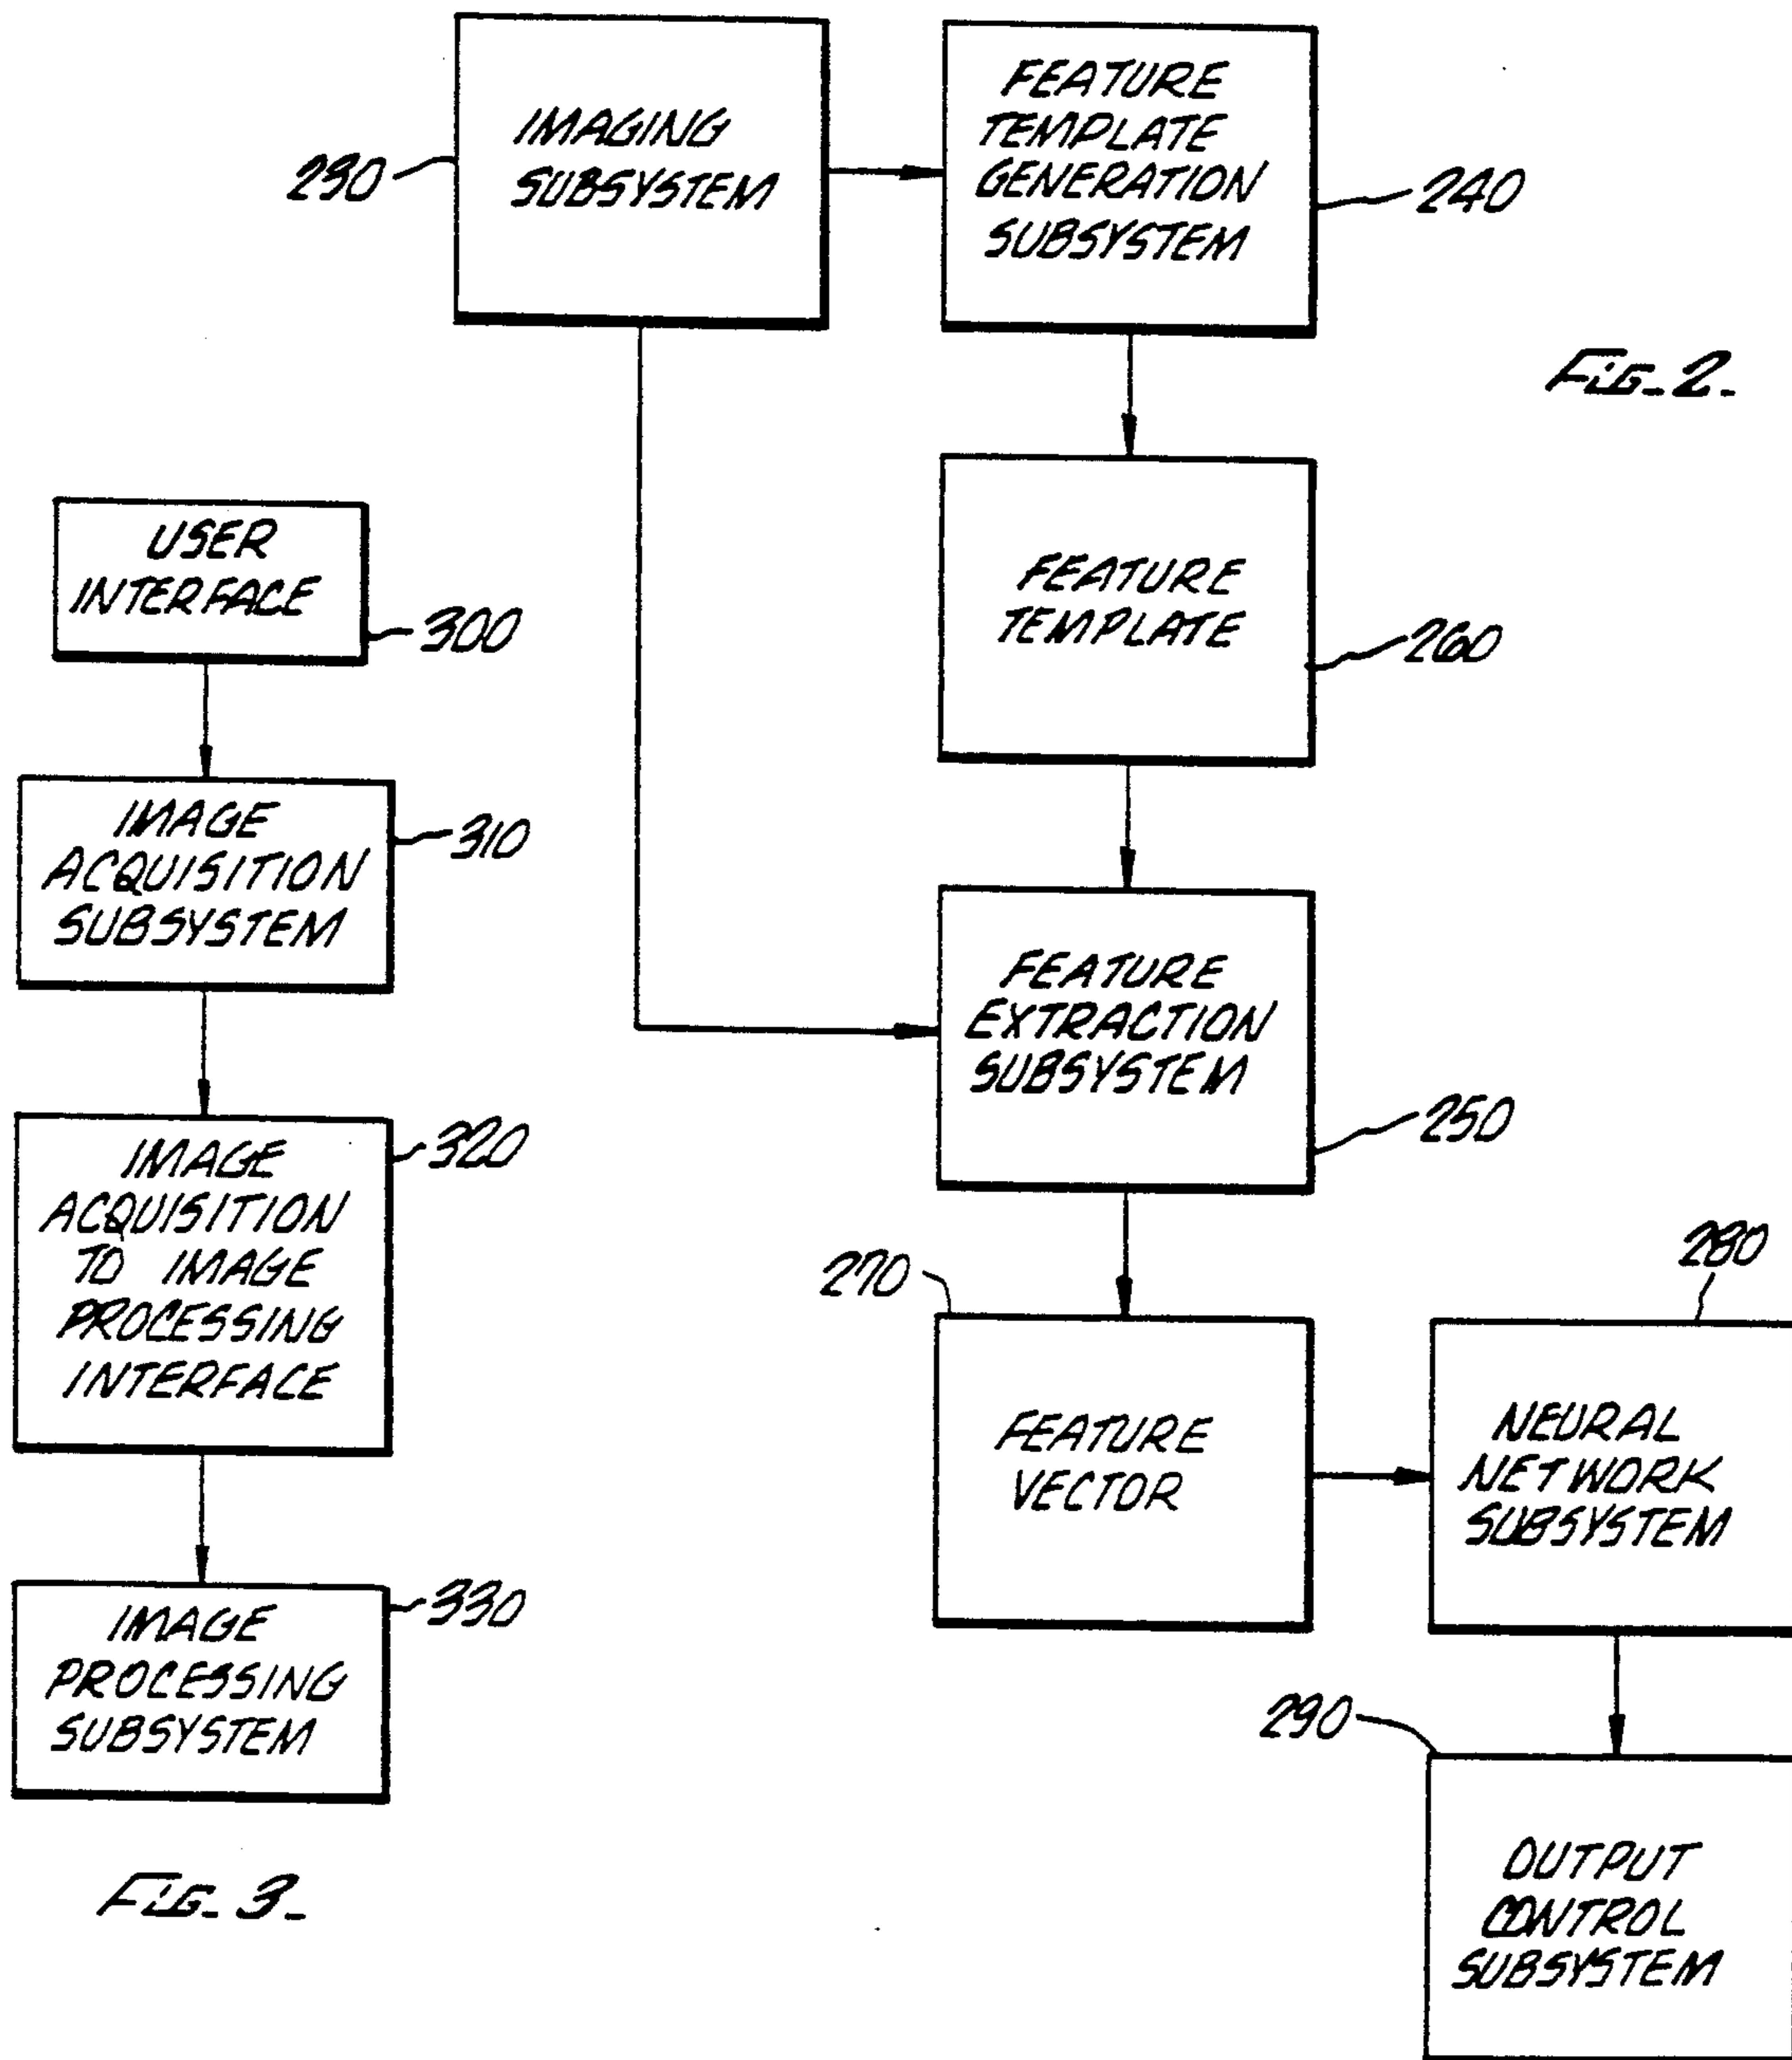 IMAGING
SUBSYSTEM
230
FEATURE
TEMPLATE
GENERATION
SUBSYSTEM
240
FIG. 2.
FEATURE
TEMPLATE
260
FEATURE
EXTRACTION
SUBSYSTEM
250
270
FEATURE
VECTOR
280
NEURAL
NETWORK
SUBSYSTEM
290
OUTPUT
CONTROL
SUBSYSTEM
USER
INTERFACE
300
IMAGE
ACQUISITION
SUBSYSTEM
310
IMAGE
ACQUISITION
TO IMAGE
PROCESSING
INTERFACE
320
IMAGE
PROCESSING
SUBSYSTEM
330
FIG. 3.